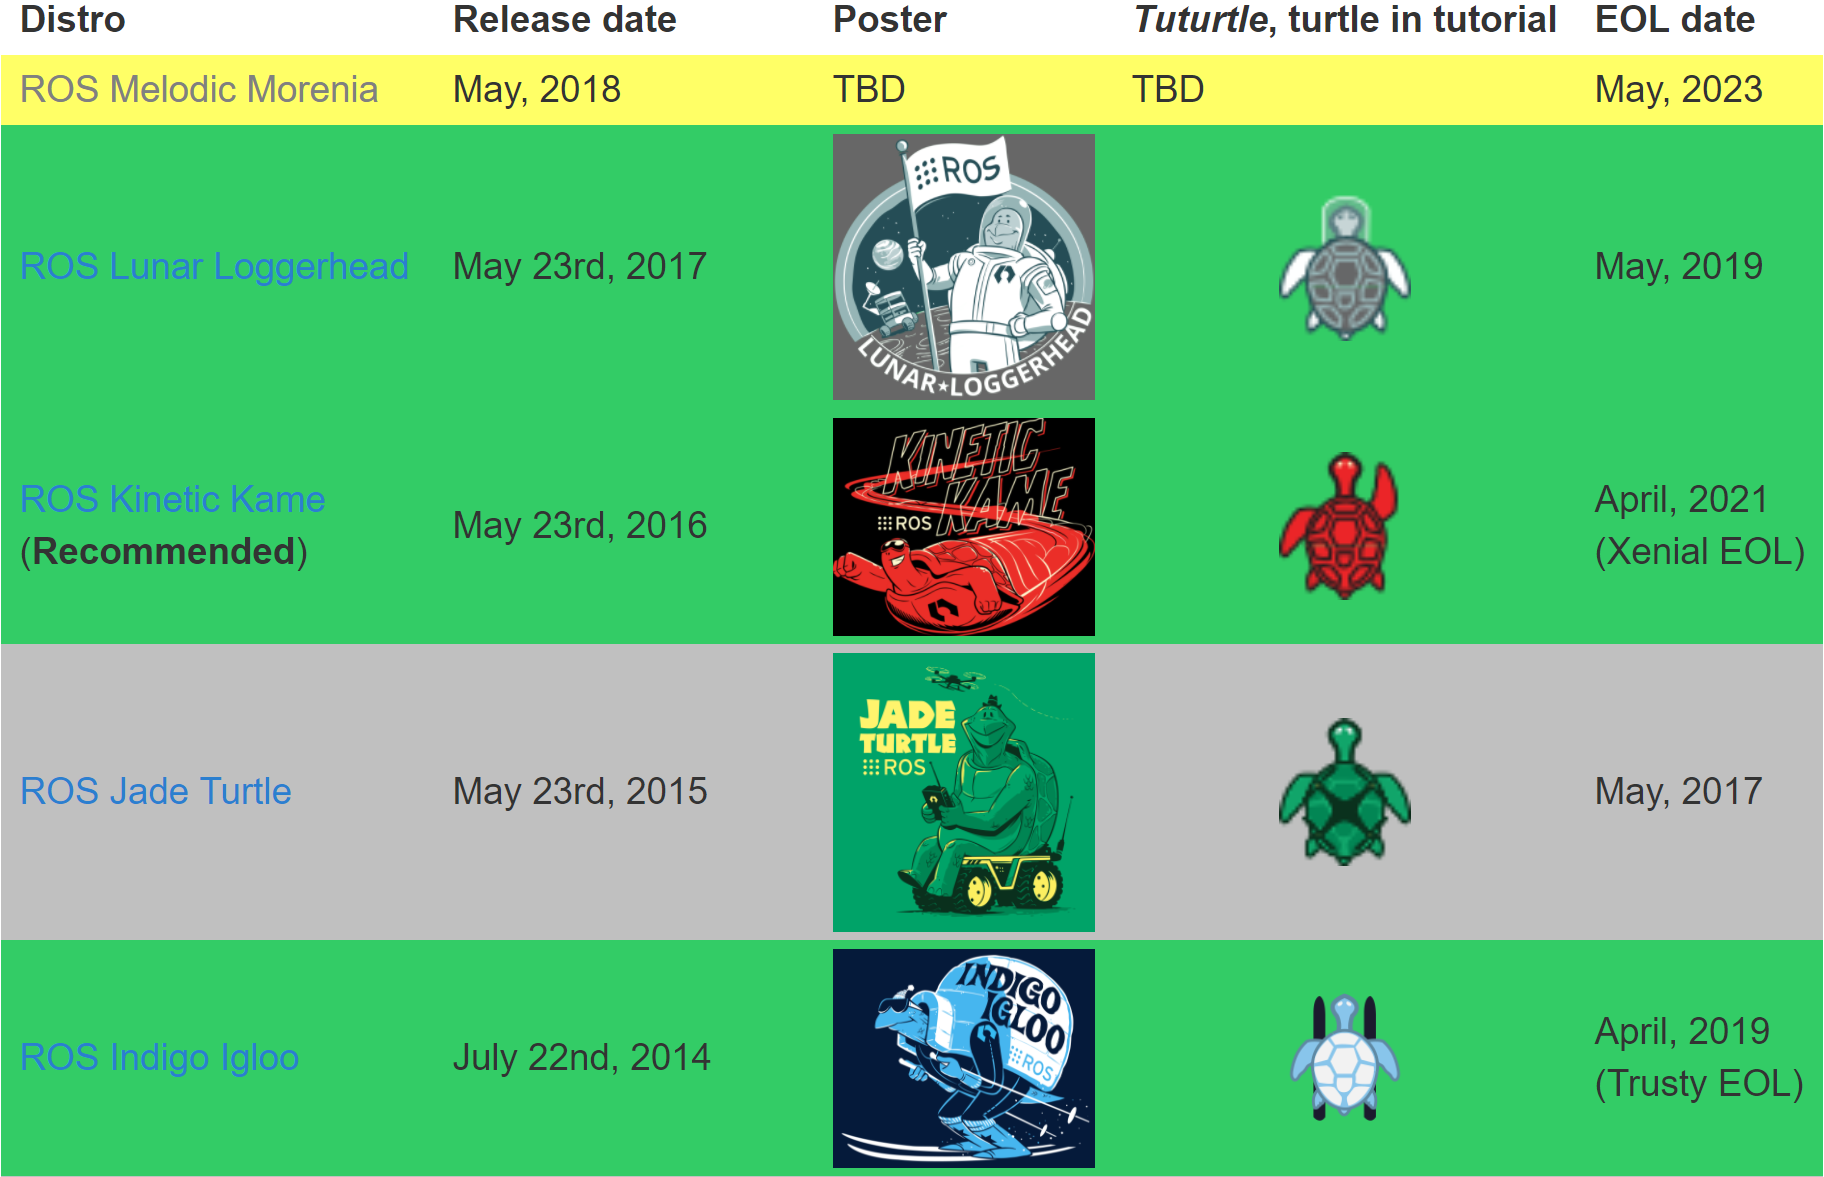 Distro Release date Poster Tuturtle, turtle in tutorial EOL date
ROS Melodic Morenia May, 2018 TBD TBD May, 2023
ROS
ROS Lunar Loggerhead May 23rd, 2017 May, 2019
LUNAR★LOGGERHEAD
KINETIC
KAME
ROS
ROS Kinetic Kame
(Recommended)
May 23rd, 2016
April, 2021
(Xenial EOL)
JADE
TURTLE
ROS
ROS Jade Turtle May 23rd, 2015 May, 2017
INDIGO
IGLOO
ROS
ROS Indigo Igloo July 22nd, 2014
April, 2019
(Trusty EOL)